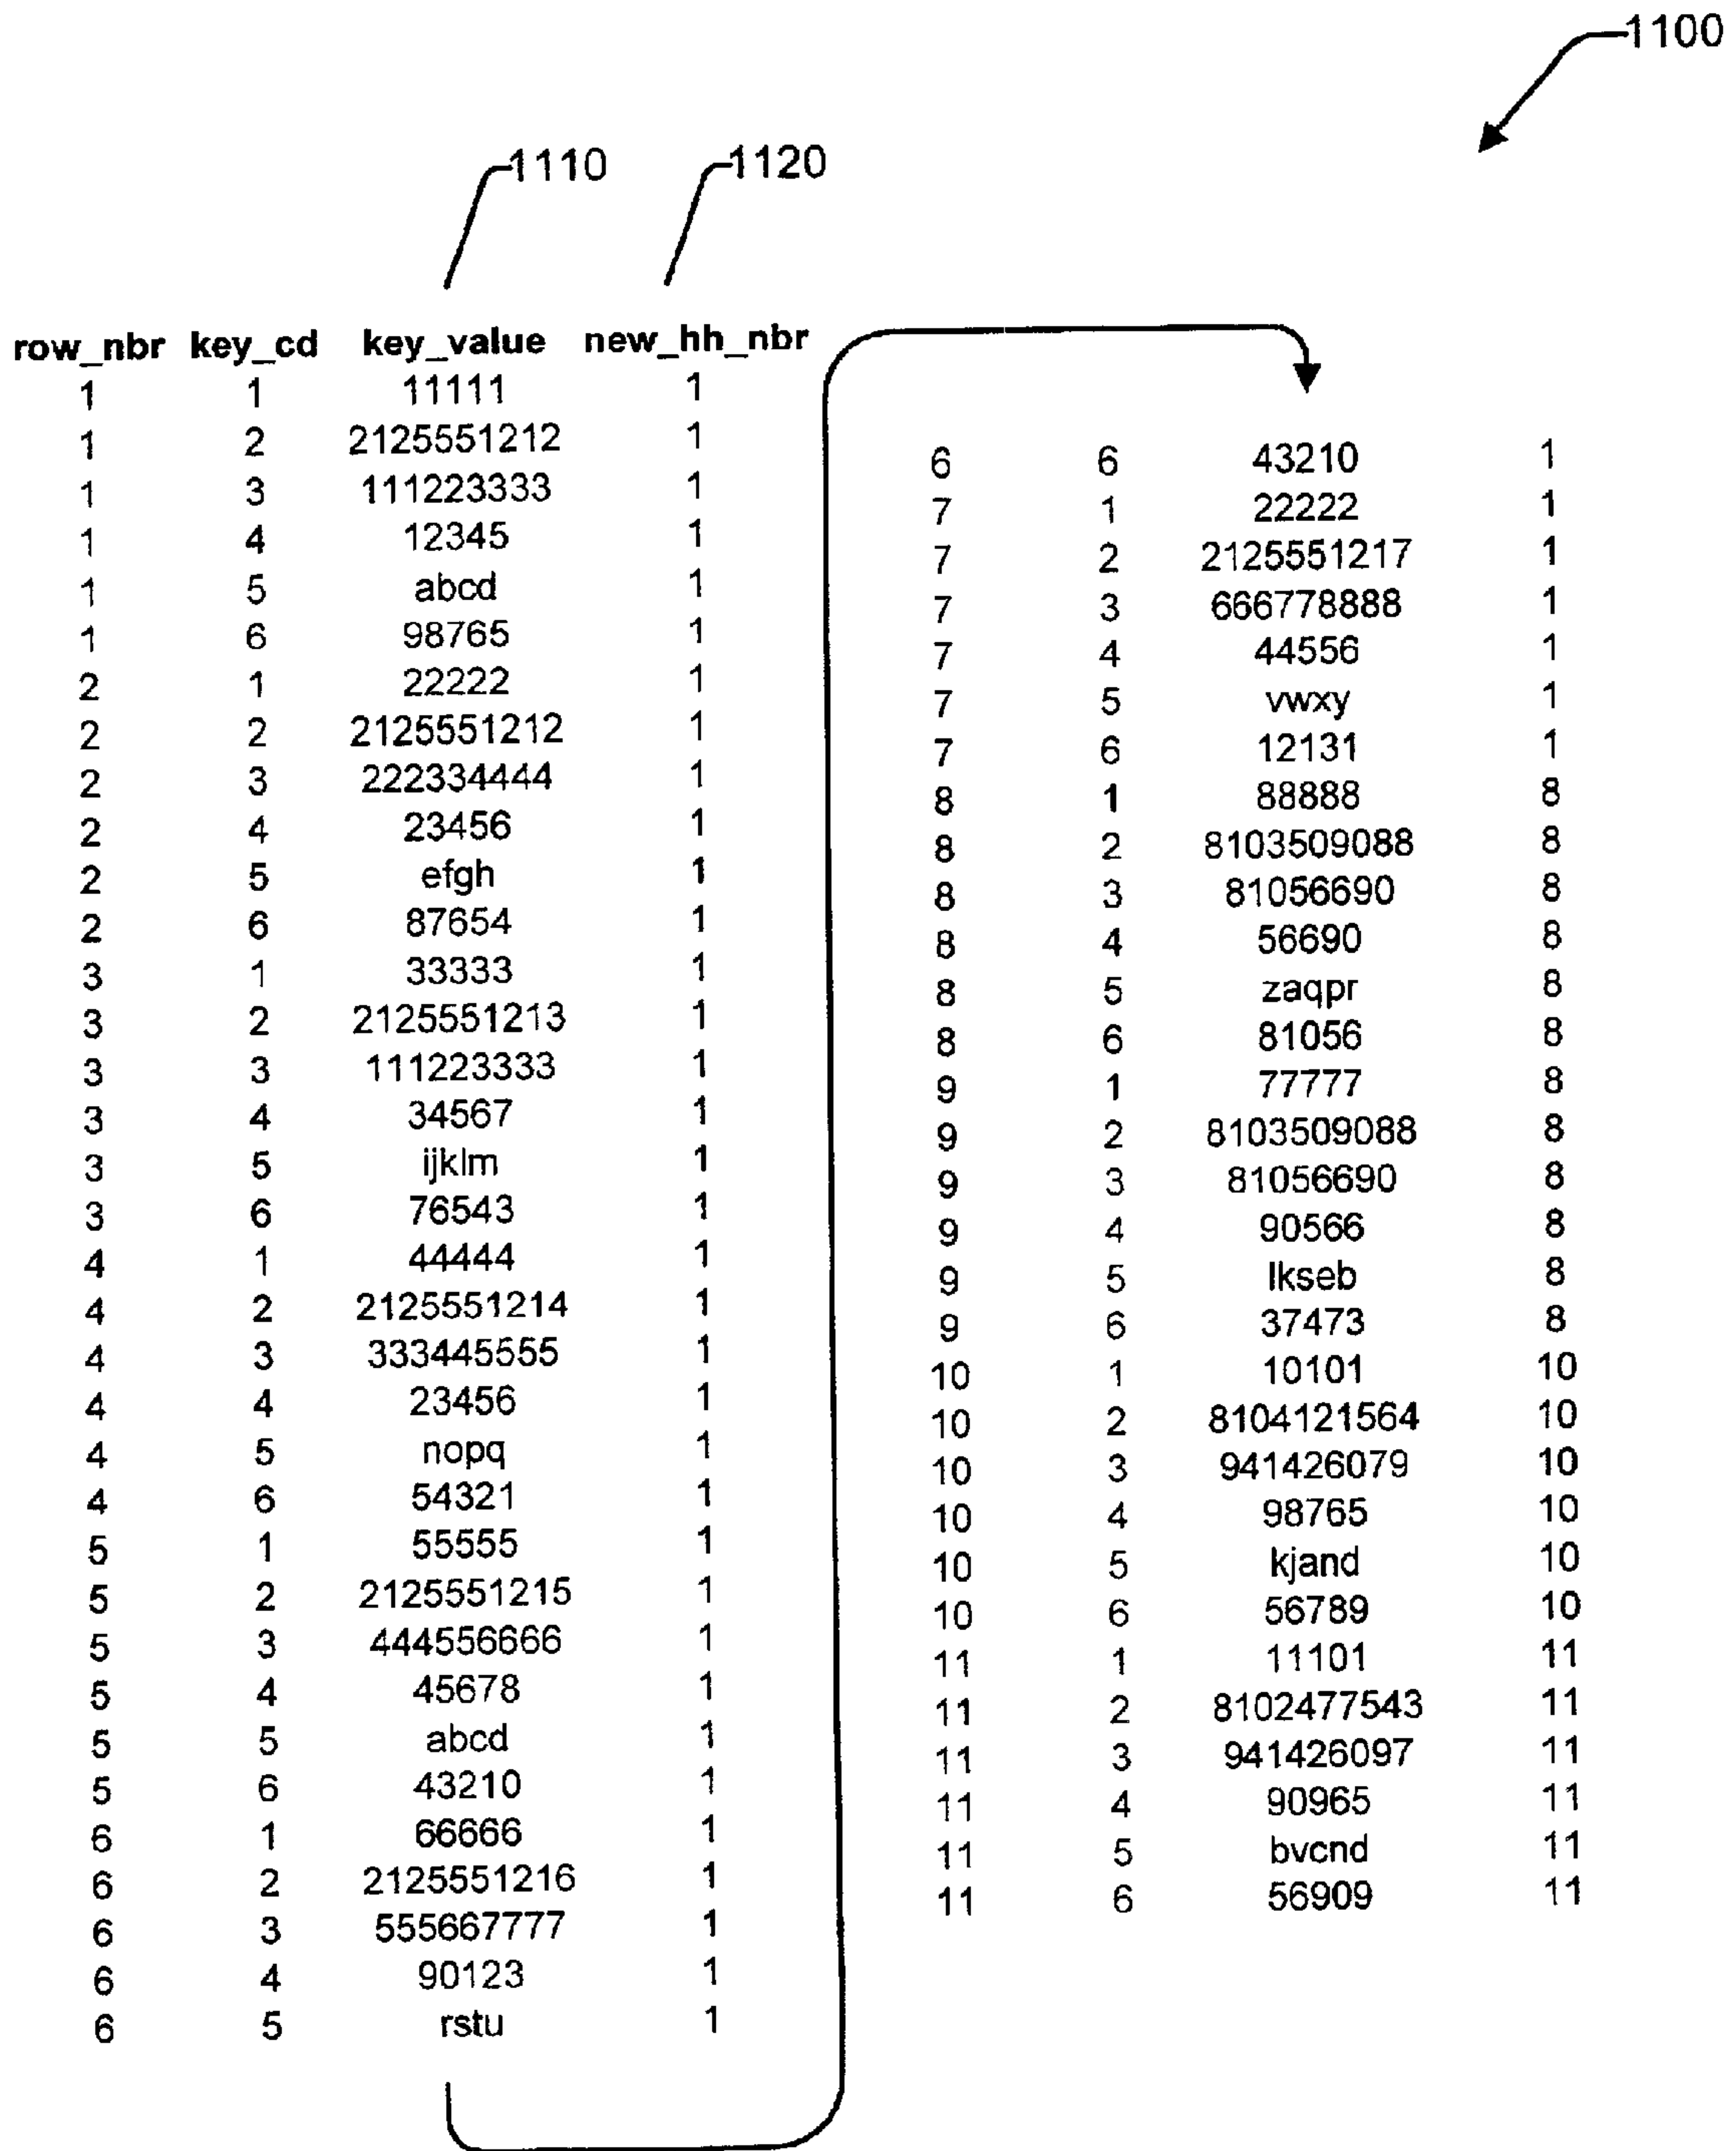 1100
1110 1120
row_nbr key_cd key_value new_hh_nbr
1 1 11111 1
1 2 2125551212 1
1 3 111223333 1
1 4 12345 1
1 5 abcd 1
1 6 98765 1
2 1 22222 1
2 2 2125551212 1
2 3 222334444 1
2 4 23456 1
2 5 efgh 1
2 6 87654 1
3 1 33333 1
3 2 2125551213 1
3 3 111223333 1
3 4 34567 1
3 5 ijklm 1
3 6 76543 1
4 1 44444 1
4 2 2125551214 1
4 3 333445555 1
4 4 23456 1
4 5 nopq 1
4 6 54321 1
5 1 55555 1
5 2 2125551215 1
5 3 444556666 1
5 4 45678 1
5 5 abcd 1
5 6 43210 1
6 1 66666 1
6 2 2125551216 1
6 3 555667777 1
6 4 90123 1
6 5 rstu 1
6 6 43210 1
7 1 22222 1
7 2 2125551217 1
7 3 666778888 1
7 4 44556 1
7 5 vwxy 1
7 6 12131 1
8 1 88888 8
8 2 8103509088 8
8 3 81056690 8
8 4 56690 8
8 5 zaqpr 8
8 6 81056 8
9 1 77777 8
9 2 8103509088 8
9 3 81056690 8
9 4 90566 8
9 5 lkseb 8
9 6 37473 8
10 1 10101 10
10 2 8104121564 10
10 3 941426079 10
10 4 98765 10
10 5 kjand 10
10 6 56789 10
11 1 11101 11
11 2 8102477543 11
11 3 941426097 11
11 4 90965 11
11 5 bvcnd 11
11 6 56909 11